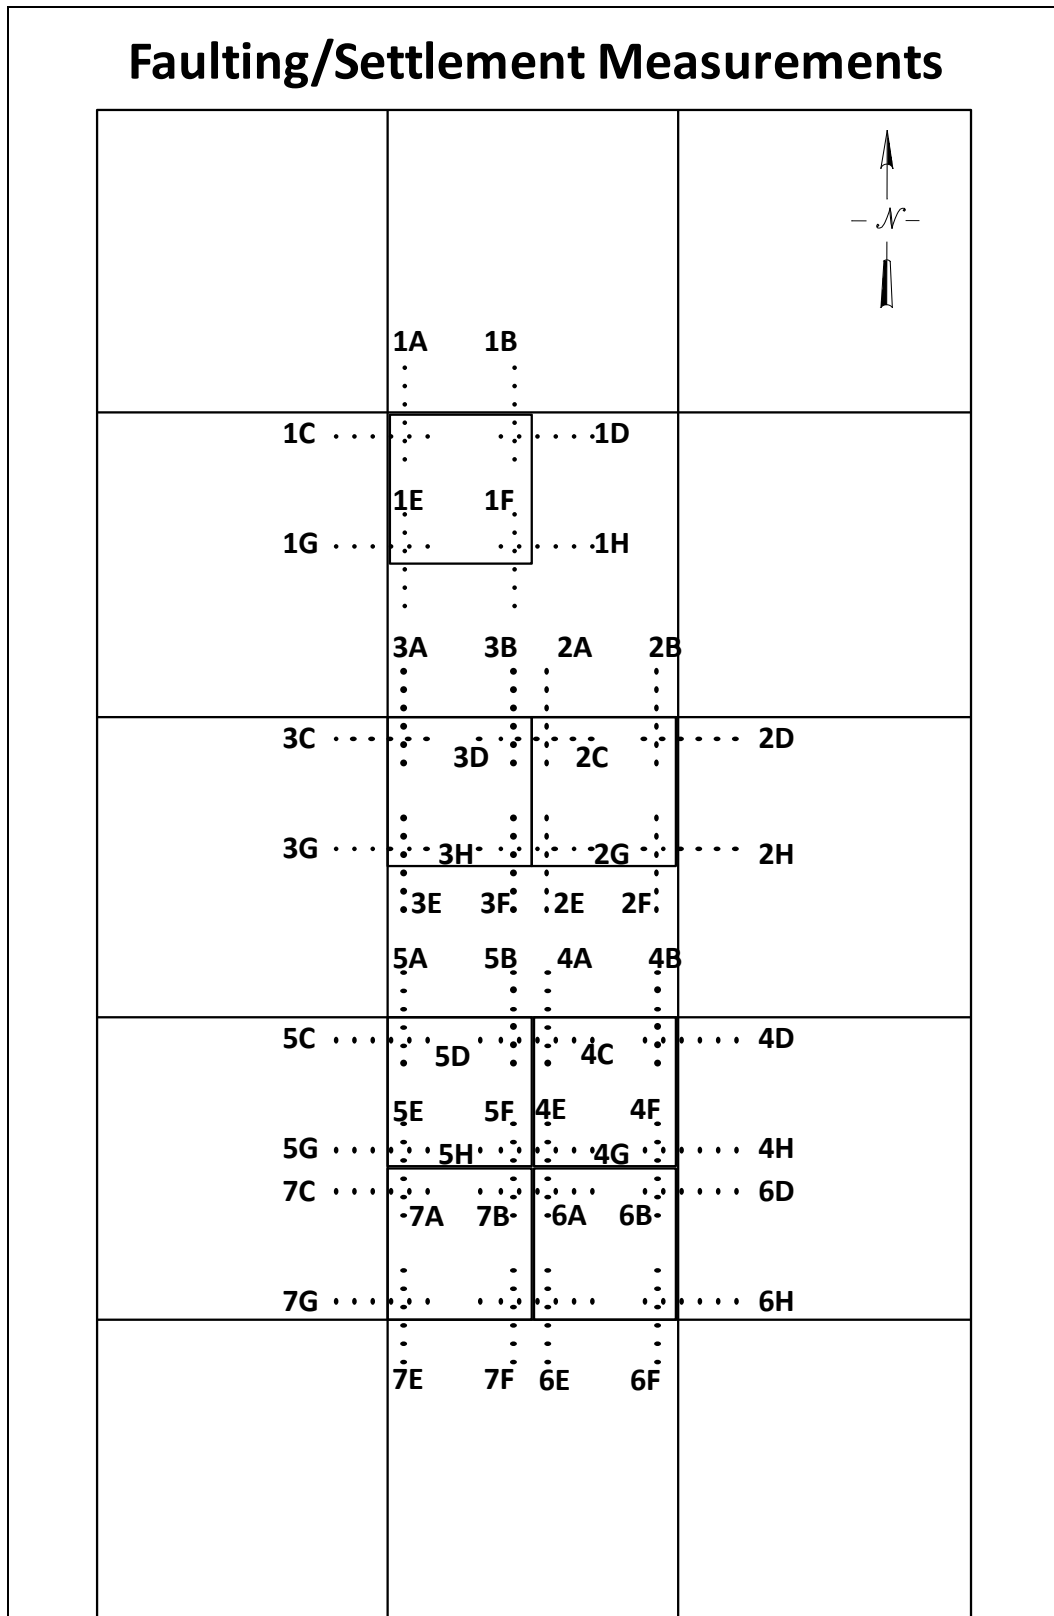 Faulting/Settlement Measurements
– N –
1A 1B
1C 1D
1E 1F
1G 1H
3A 3B 2A 2B
3C 3D 2C 2D
3G 3H 2G 2H
3E 3F 2E 2F
5A 5B 4A 4B
5C 5D 4C 4D
5E 5F 4E 4F
5G 5H 4G 4H
7C 6D
7A 7B 6A 6B
7G 6H
7E 7F 6E 6F